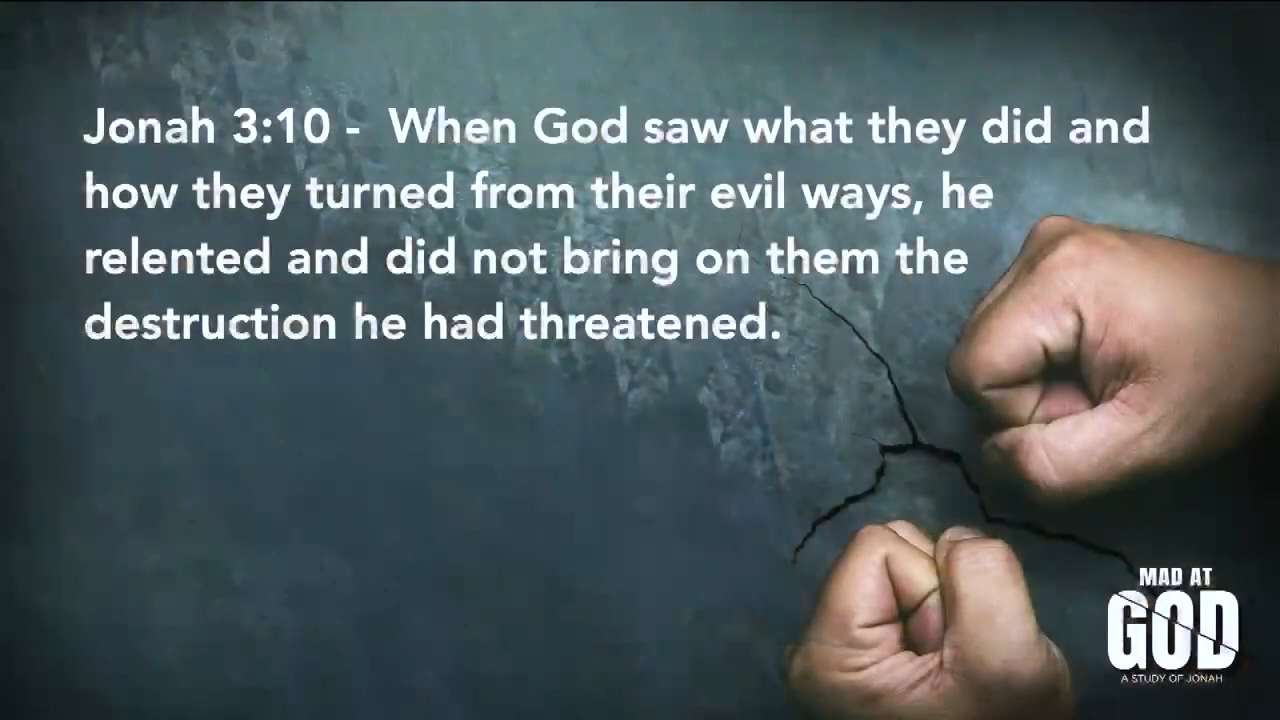 Jonah 3:10 - When God saw what they did and
how they turned from their evil ways, he
relented and did not bring on them the
destruction he had threatened.
MAD AT
GOD
A STUDY OF JONAH